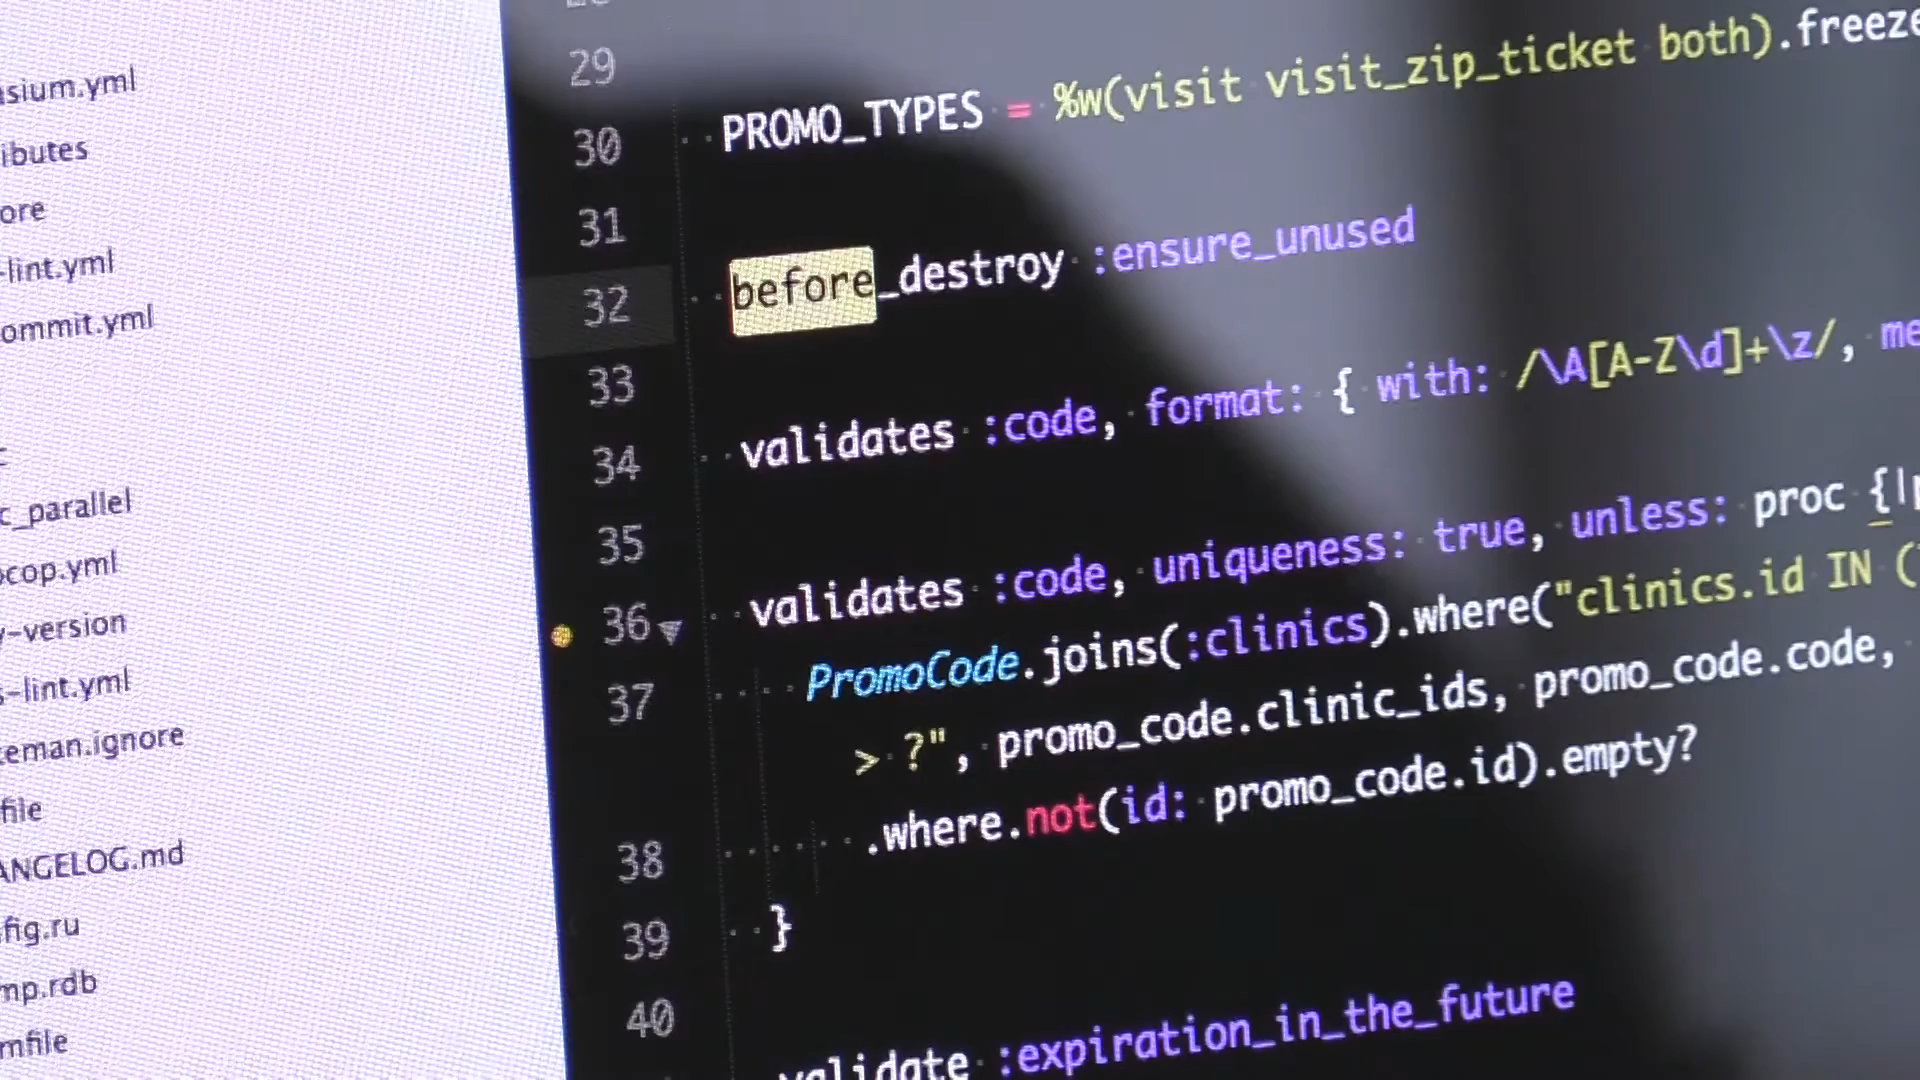 sium.yml
ibutes
ore
-lint.yml
ommit.yml
c_parallel
ocop.yml
y-version
s-lint.yml
eman.ignore
file
ANGELOG.md
fig.ru
mp.rdb
mfile
29
30 PROMO_TYPES = %w(visit visit_zip_ticket both).freeze
31
32 before_destroy :ensure_unused
33
34 validates :code, format: { with: /\A[A-Z\d]+\z/, me
35
36 validates :code, uniqueness: true, unless: proc {|p
37 PromoCode.joins(:clinics).where("clinics.id IN (
> ?", promo_code.clinic_ids, promo_code.code,
38 .where.not(id: promo_code.id).empty?
39 }
40
validate :expiration_in_the_future